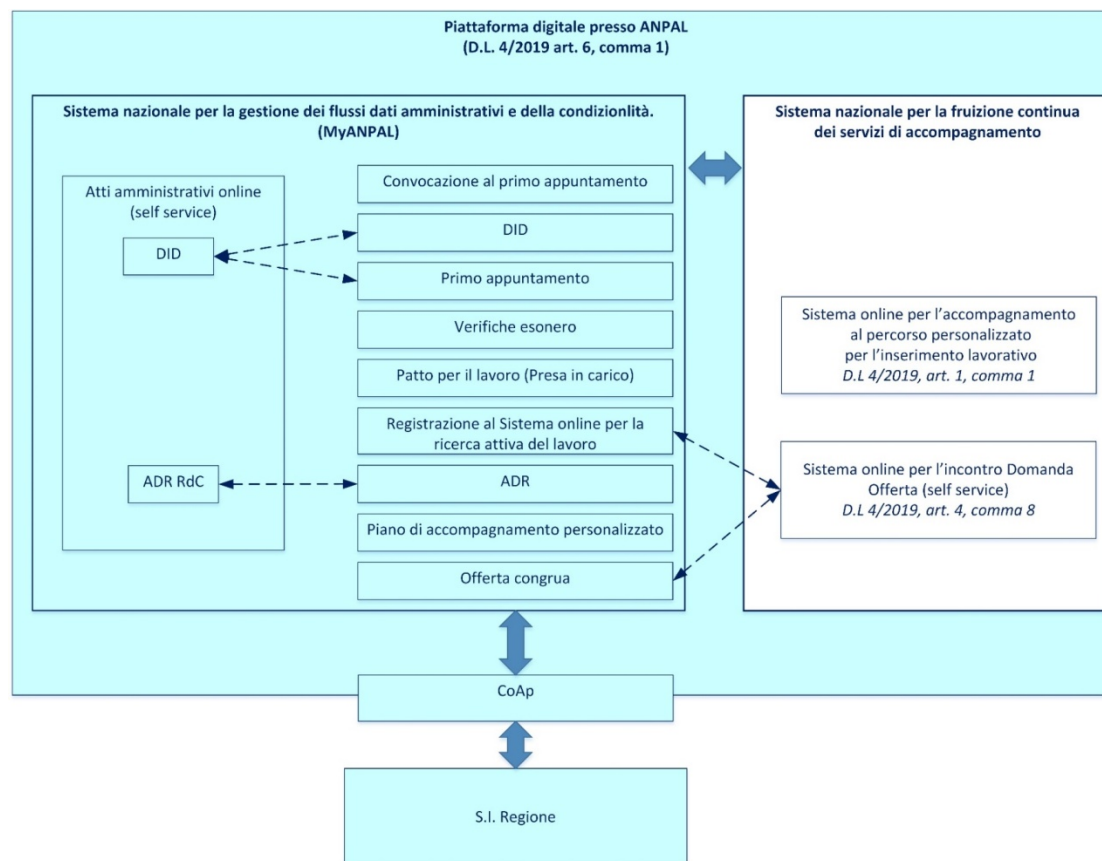 Piattaforma digitale presso ANPAL
(D.L. 4/2019 art. 6, comma 1)
Sistema nazionale per la gestione dei flussi dati amministrativi e della condizionlità.
(MyANPAL)
Atti amministrativi online
(self service)
DID
ADR RdC
Convocazione al primo appuntamento
DID
Primo appuntamento
Verifiche esonero
Patto per il lavoro (Presa in carico)
Registrazione al Sistema online per la
ricerca attiva del lavoro
ADR
Piano di accompagnamento personalizzato
Offerta congrua
Sistema nazionale per la fruizione continua
dei servizi di accompagnamento
Sistema online per l'accompagnamento
al percorso personalizzato
per l'inserimento lavorativo
D.L 4/2019, art. 1, comma 1
Sistema online per l'incontro Domanda
Offerta (self service)
D.L 4/2019, art. 4, comma 8
CoAp
S.I. Regione